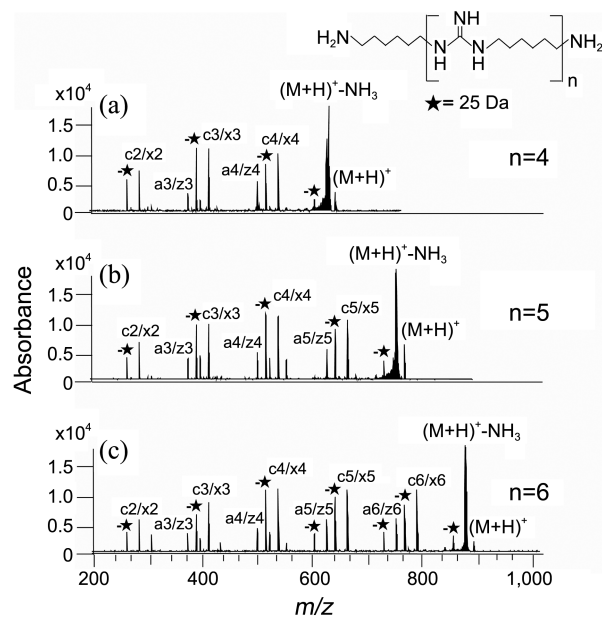 NH
H₂N
NH₂
N
N
H
H
n
★= 25 Da
x10⁴
(a)
(M+H)⁺-NH₃
1.5
1.0
0.5
0
-★
c2/x2
a3/z3
-★
c3/x3
a4/z4
-★
c4/x4
-★
(M+H)⁺
n=4
x10⁴
(b)
(M+H)⁺-NH₃
1.5
1.0
0.5
0
-★
c2/x2
a3/z3
-★
c3/x3
a4/z4
-★
c4/x4
a5/z5
-★
c5/x5
-★
(M+H)⁺
n=5
Absorbance
x10⁴
(c)
(M+H)⁺-NH₃
1.5
1.0
0.5
0
-★
c2/x2
a3/z3
-★
c3/x3
a4/z4
-★
c4/x4
a5/z5
-★
-★
c5/x5
a6/z6
-★
-★
c6/x6
-★
(M+H)⁺
n=6
200
400
600
800
1,000
m/z